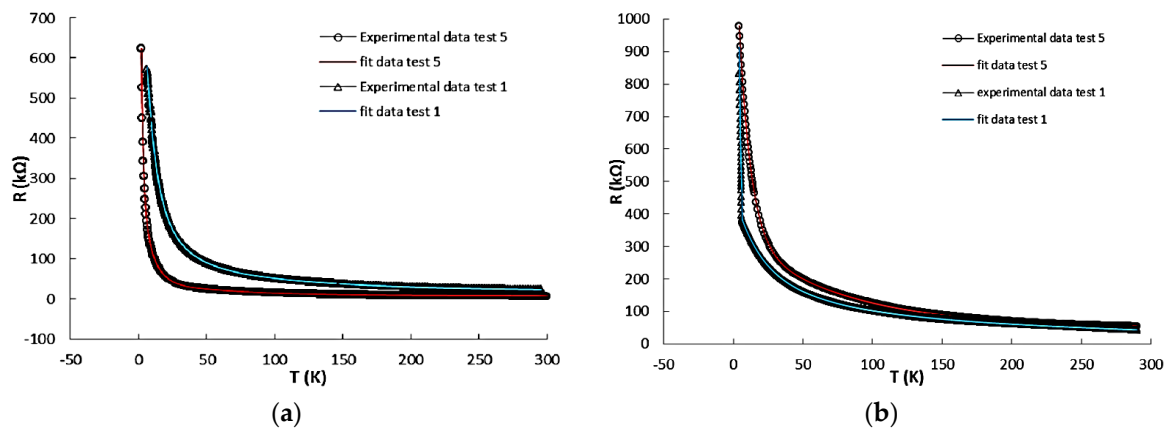 700
600
500
400
300
200
100
0
-100
R (kΩ)
-50
0
50
100
150
200
250
300
T (K)
Experimental data test 5
fit data test 5
Experimental data test 1
fit data test 1
(a)
1000
900
800
700
600
500
400
300
200
100
0
R (kΩ)
-50
0
50
100
150
200
250
300
T (K)
Experimental data test 5
fit data test 5
experimental data test 1
fit data test 1
(b)